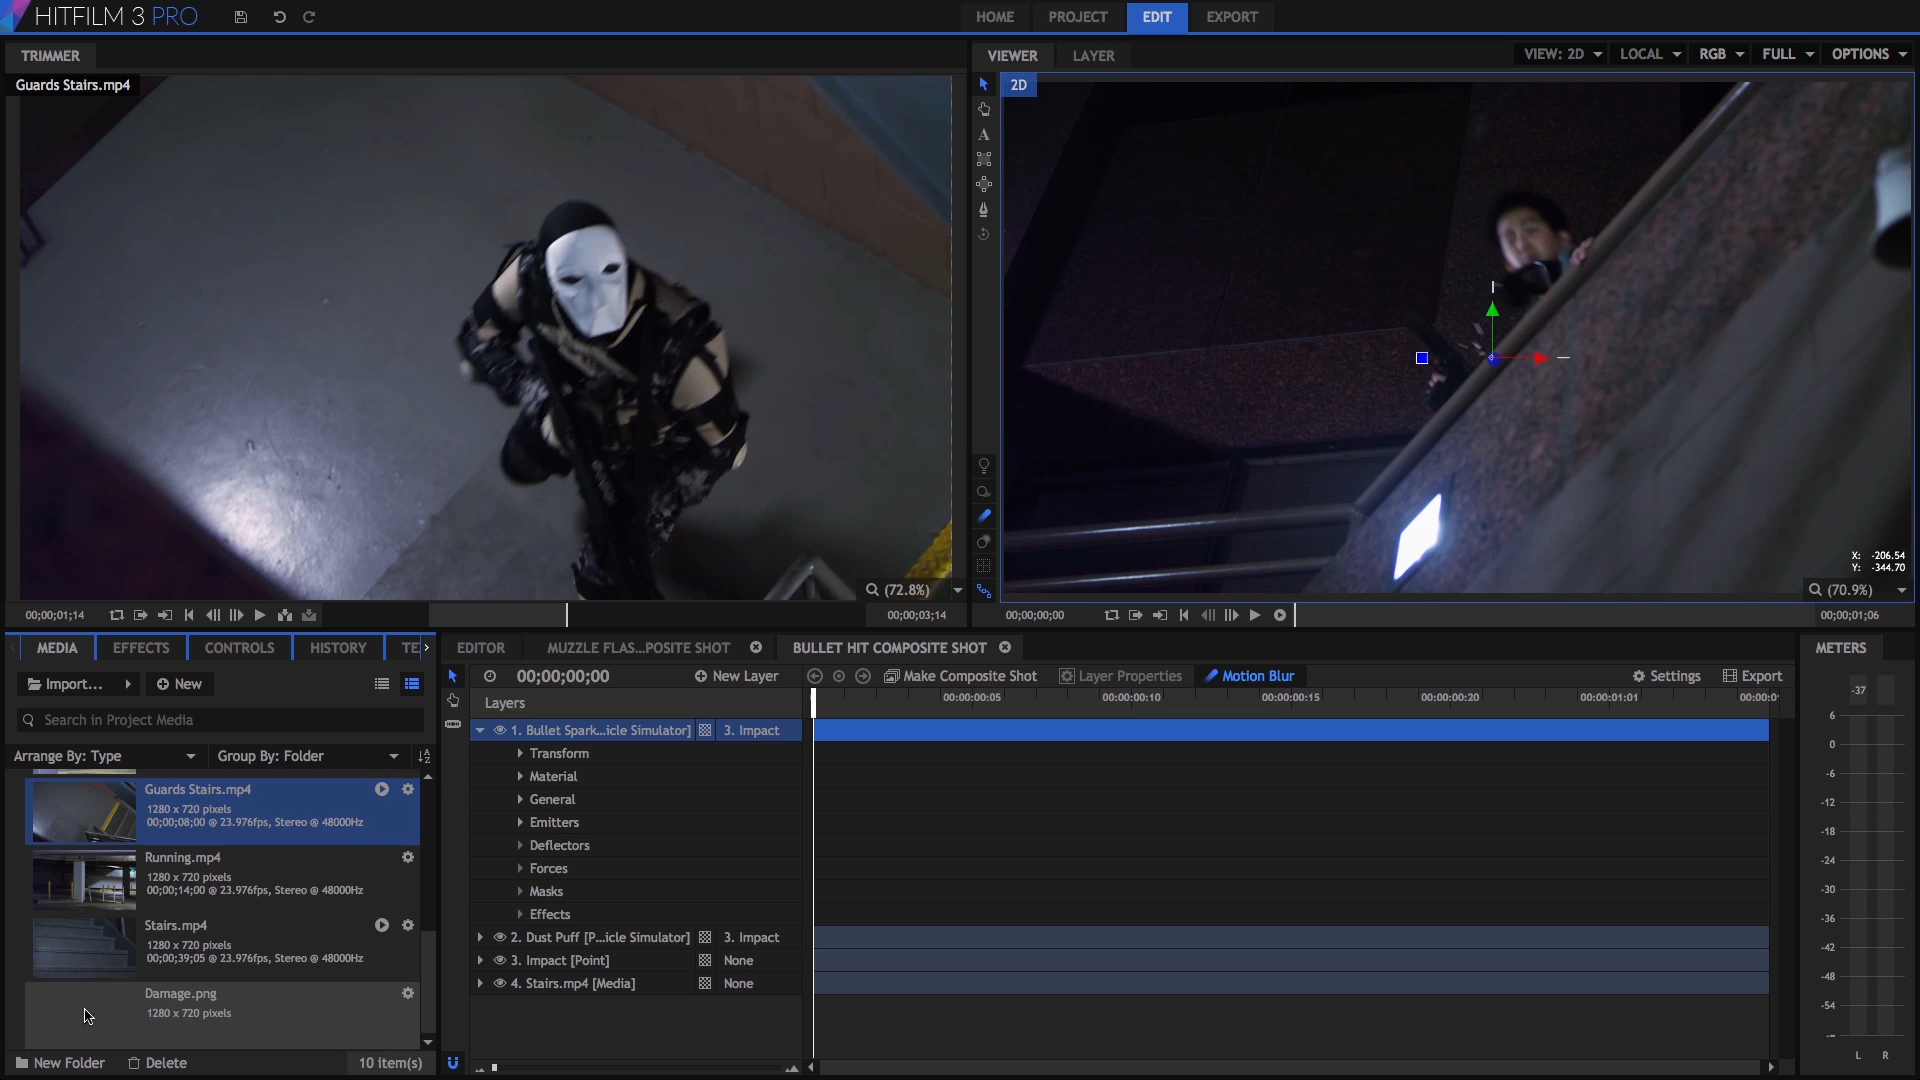 HITFILM 3 PRO
HOME PROJECT EDIT EXPORT
TRIMMER
Guards Stairs.mp4
(72.8%)
00;00;01;14
00;00;03;14
VIEWER LAYER
VIEW: 2D LOCAL RGB FULL OPTIONS
2D
A
X: -206.54
Y: -344.70
(70.9%)
00;00;00;00
00;00;01;06
MEDIA EFFECTS CONTROLS HISTORY TE
Import... New
Search in Project Media
Arrange By: Type Group By: Folder
Guards Stairs.mp4
1280 x 720 pixels
00;00;08;00 @ 23.976fps, Stereo @ 48000Hz
Running.mp4
1280 x 720 pixels
00;00;14;00 @ 23.976fps, Stereo @ 48000Hz
Stairs.mp4
1280 x 720 pixels
00;00;39;05 @ 23.976fps, Stereo @ 48000Hz
Damage.png
1280 x 720 pixels
New Folder Delete 10 item(s)
EDITOR MUZZLE FLAS...POSITE SHOT BULLET HIT COMPOSITE SHOT
00;00;00;00 New Layer Make Composite Shot Layer Properties Motion Blur Settings Export
Layers
00:00:00:05 00:00:00:10 00:00:00:15 00:00:00:20 00:00:01:01 00:00:0
1. Bullet Spark...icle Simulator] 3. Impact
Transform
Material
General
Emitters
Deflectors
Forces
Masks
Effects
2. Dust Puff [P...icle Simulator] 3. Impact
3. Impact [Point] None
4. Stairs.mp4 [Media] None
METERS
-37
6
0
-6
-12
-18
-24
-30
-36
-42
-48
-54
L R